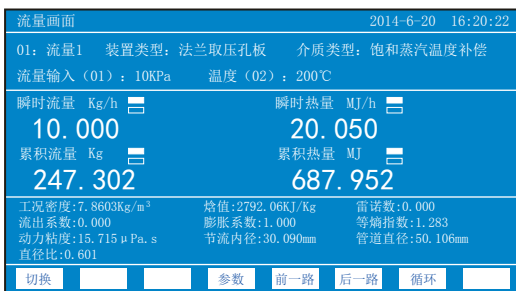 流量画面 2014-6-20 16:20:22
01: 流量1 装置类型: 法兰取压孔板 介质类型: 饱和蒸汽温度补偿
流量输入（01）: 10KPa 温度（02）: 200℃
瞬时流量 Kg/h 瞬时热量 MJ/h
10.000 20.050
累积流量 Kg 累积热量 MJ
247.302 687.952
工况密度:7.8603Kg/m³ 焓值:2792.06KJ/Kg 雷诺数:0.000
流出系数:0.000 膨胀系数:1.000 等熵指数:1.283
动力粘度:15.715μPa.s 节流内径:30.090mm 管道直径:50.106mm
直径比:0.601
切换 参数 前一路 后一路 循环